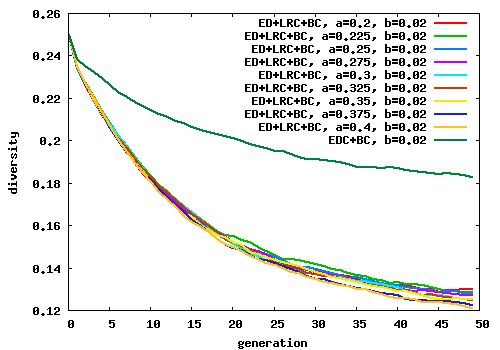 0.26
0.24
0.22
0.2
0.18
0.16
0.14
0.12
diversity
ED+LRC+BC, a=0.2, b=0.02
ED+LRC+BC, a=0.225, b=0.02
ED+LRC+BC, a=0.25, b=0.02
ED+LRC+BC, a=0.275, b=0.02
ED+LRC+BC, a=0.3, b=0.02
ED+LRC+BC, a=0.325, b=0.02
ED+LRC+BC, a=0.35, b=0.02
ED+LRC+BC, a=0.375, b=0.02
ED+LRC+BC, a=0.4, b=0.02
EDC+BC, b=0.02
0 5 10 15 20 25 30 35 40 45 50
generation